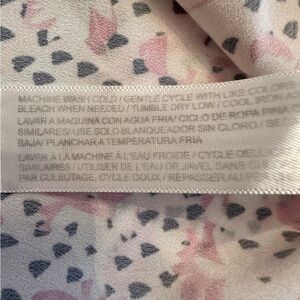 MACHINE WASH COLD / GENTLE CYCLE WITH LIKE COLORS
BLEACH WHEN NEEDED / TUMBLE DRY LOW / COOL IRON
LAVAR A MAQUINA CON AGUA FRIA/ CICLO DE ROPA FINA
SIMILARES/ USE SOLO BLANQUEADOR SIN CLORO /
BAJA/ PLANCHAR A TEMPERATURA FRIA
LAVER À LA MACHINE À L'EAU FROIDE / CYCLE
SIMILAIRES / UTILISER DE L'EAU DE JAVEL SANS
PAR CULBUTAGE, CYCLE DOUX / REPASSER AU